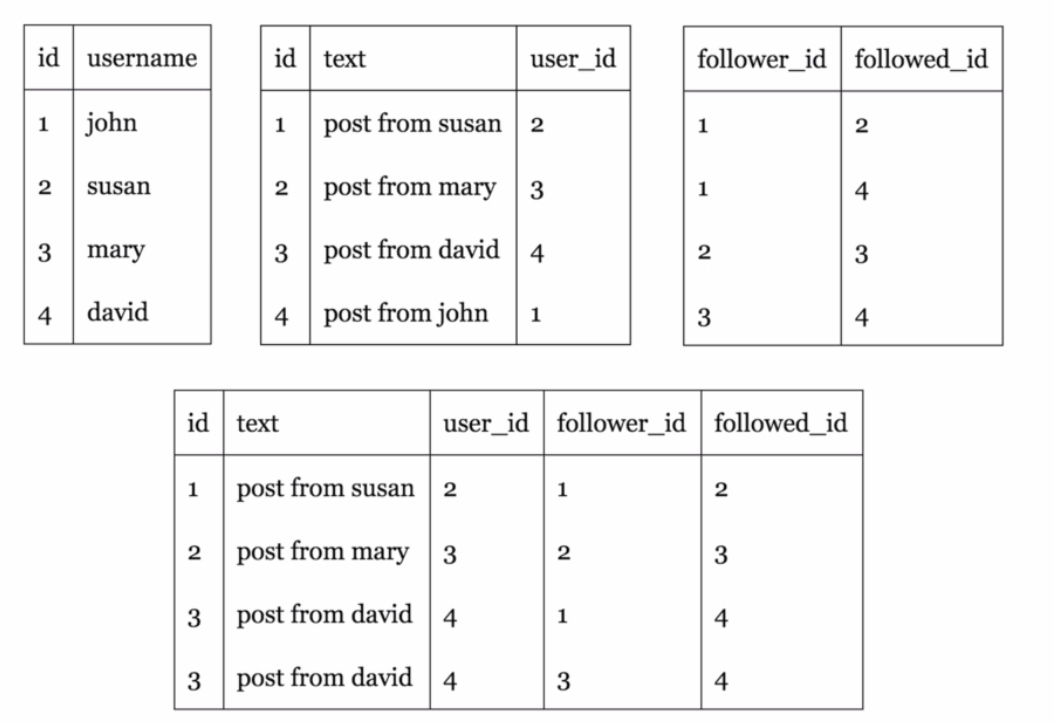 id username
1 john
2 susan
3 mary
4 david
id text user_id
1 post from susan 2
2 post from mary 3
3 post from david 4
4 post from john 1
follower_id followed_id
1 2
1 4
2 3
3 4
id text user_id follower_id followed_id
1 post from susan 2 1 2
2 post from mary 3 2 3
3 post from david 4 1 4
3 post from david 4 3 4